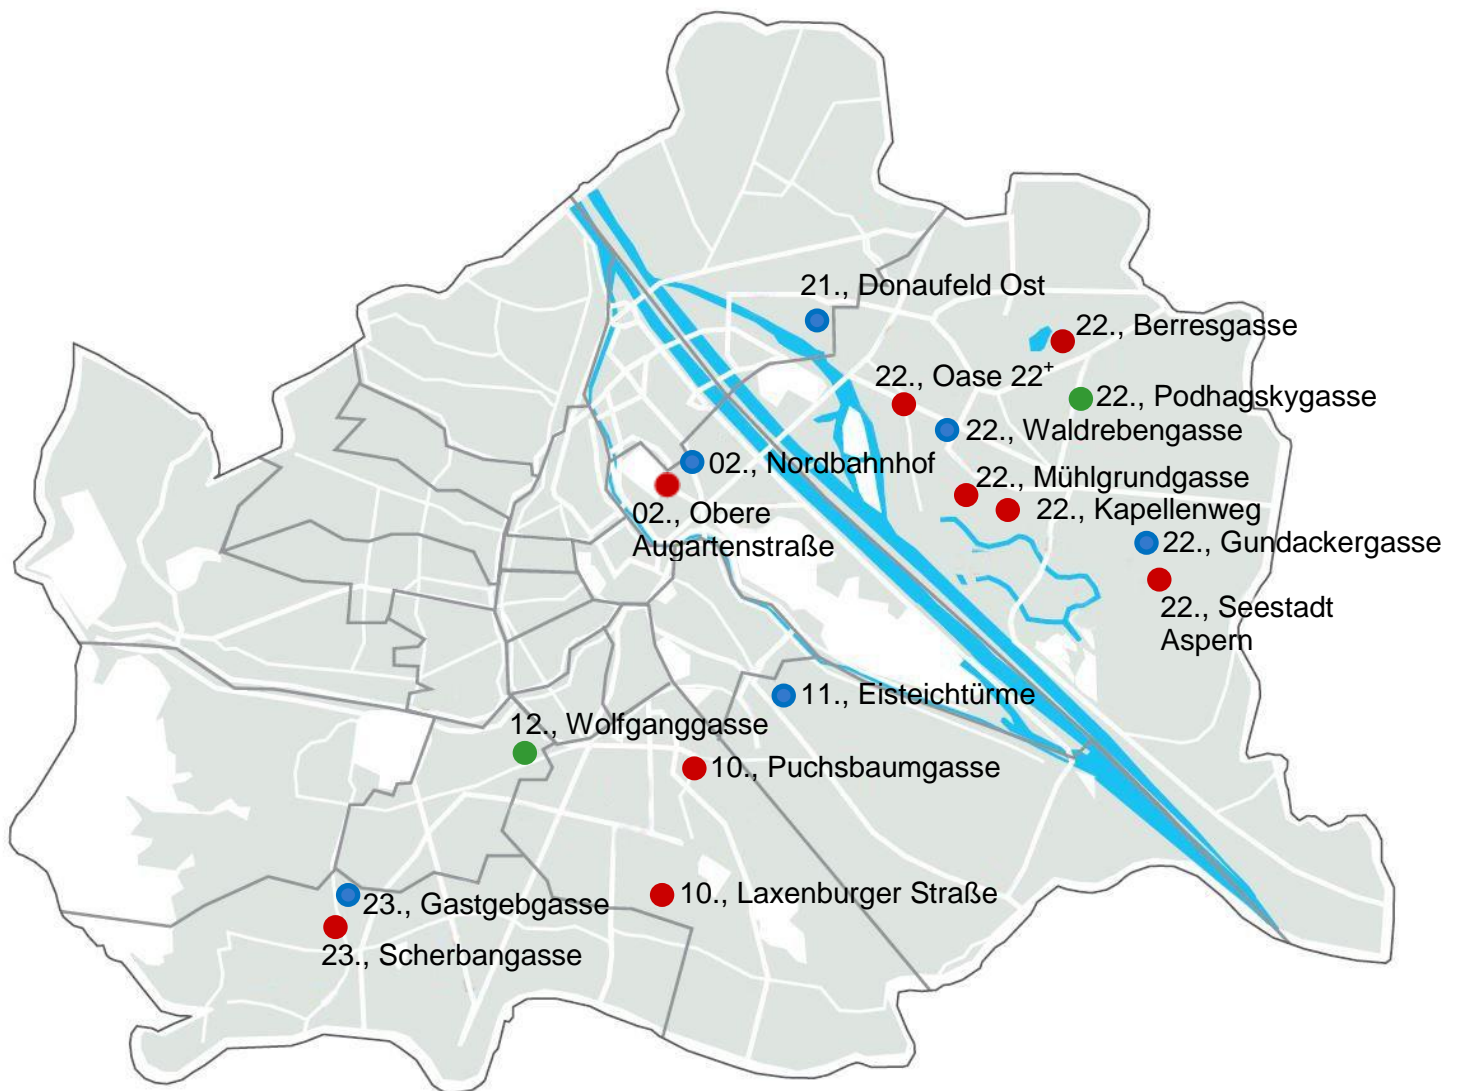 21., Donaufeld Ost
22., Berresgasse
22., Oase 22+
22., Podhagskygasse
22., Waldrebengasse
02., Nordbahnhof
22., Mühlgrundgasse
22., Kapellenweg
02., Obere
Augartenstraße
22., Gundackergasse
22., Seestadt
Aspern
11., Eisteichtürme
12., Wolfganggasse
10., Puchsbaumgasse
10., Laxenburger Straße
23., Gastgebgasse
23., Scherbangasse